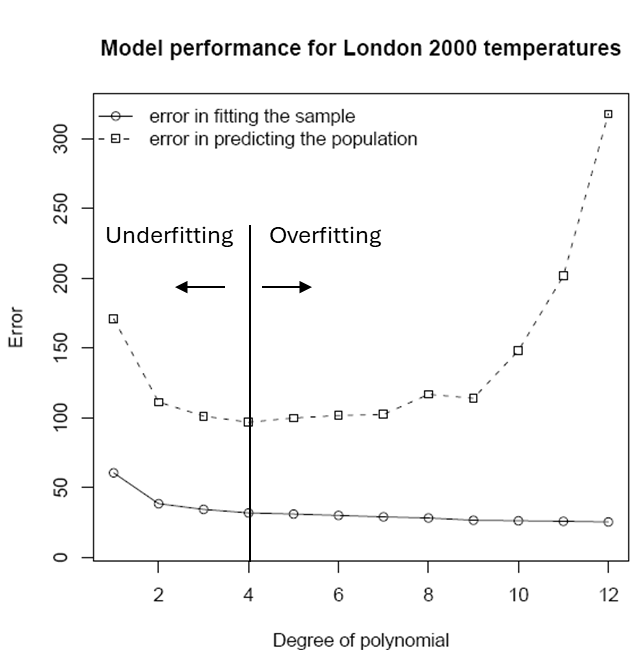 Model performance for London 2000 temperatures
error in fitting the sample
error in predicting the population
300
250
200
150
100
50
0
Error
Underfitting
Overfitting
2 4 6 8 10 12
Degree of polynomial